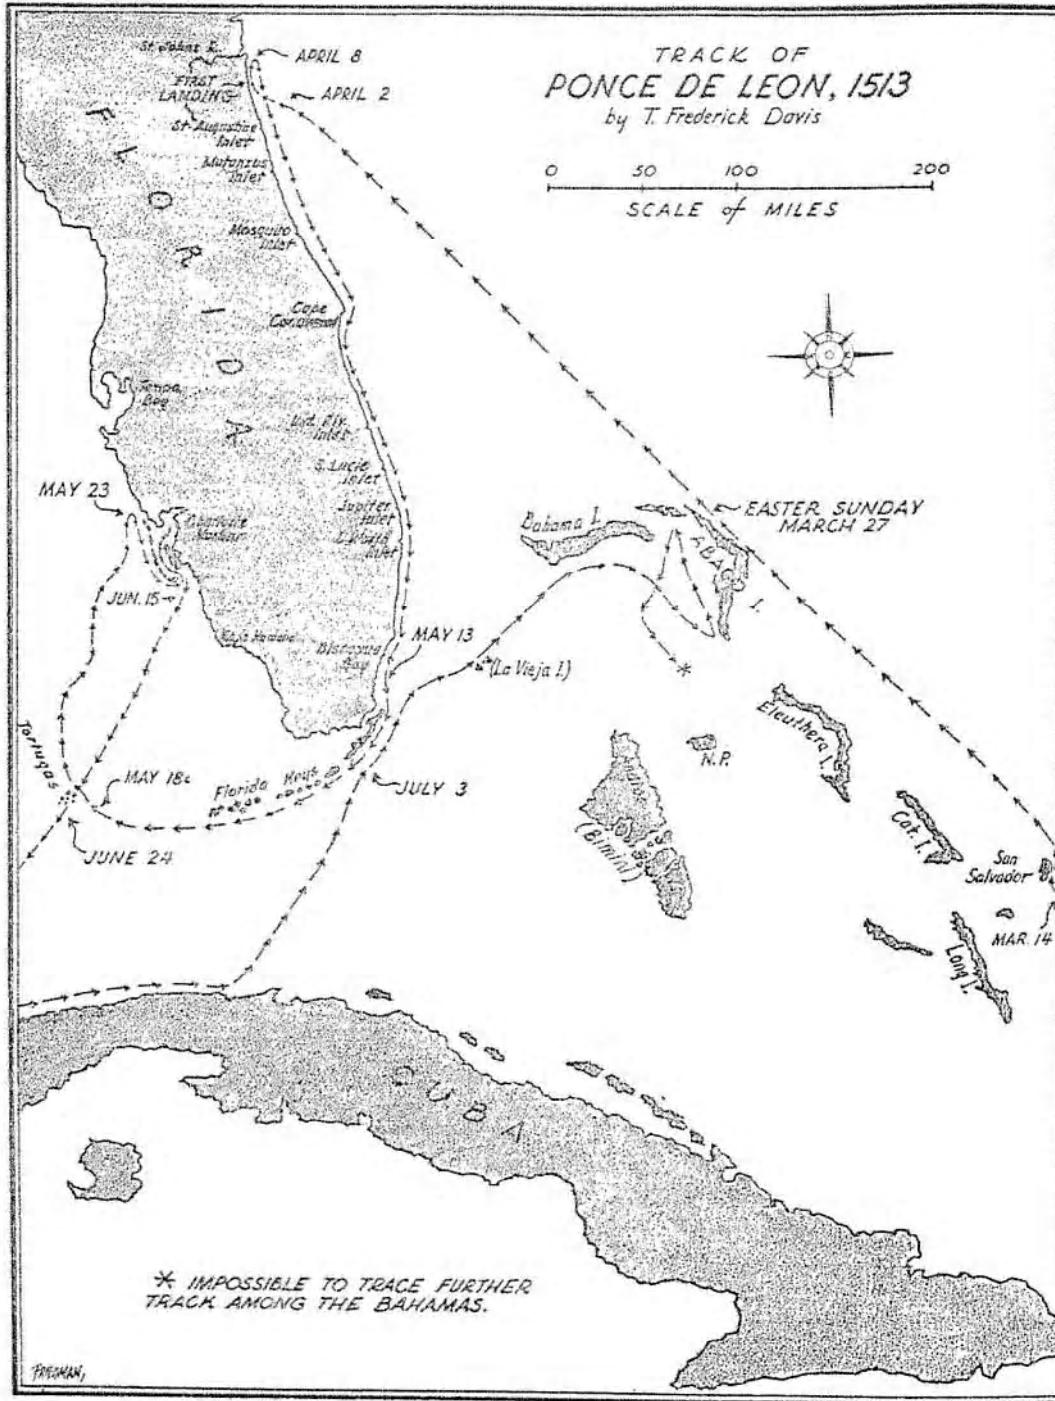 TRACK OF
PONCE DE LEON, 1513
by T. Frederick Davis
0 50 100 200
SCALE of MILES
St. Johns R.
APRIL 8
FIRST
LANDING
APRIL 2
St. Augustine
Inlet
Matanzas
Inlet
Mosquito
Inlet
Cape
Canaveral
FLORIDA
Tampa
Bay
Inlet
S. Lucie
Inlet
Jupiter
Inlet
Inlet
MAY 23
Charlotte
Harbor
JUN. 15
EASTER SUNDAY
MARCH 27
Bahama I.
ABACO I.
MAY 13
Biscayne
Bay
(La Vieja I.)
Tortugas
MAY 18
Florida Keys
JULY 3
JUNE 24
Eleuthera I.
N.P.
Andros
(Bimini)
Cat. I.
San
Salvador
MAR. 14
Long I.
CUBA
* IMPOSSIBLE TO TRACE FURTHER
TRACK AMONG THE BAHAMAS.